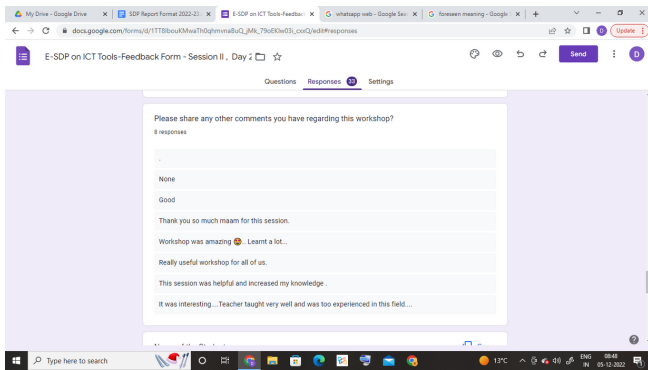 My Drive - Google Drive
SDP Report Format 2022-23
E-SDP on ICT Tools-Feedbac
whatsapp web - Google Sea
foreseen meaning - Google
docs.google.com/forms/
edit#responses
Update
E-SDP on ICT Tools-Feedback Form - Session II , Day 2
Send
D
Questions
Responses 33
Settings
Please share any other comments you have regarding this workshop?
8 responses
.
None
Good
Thank you so much maam for this session.
Workshop was amazing 🥰.. Learnt a lot...
Really useful workshop for all of us.
This session was helpful and increased my knowledge .
It was interesting....Teacher taught very well and was too experienced in this field....
Type here to search
13°C
ENG
IN
09:48
05-12-2022